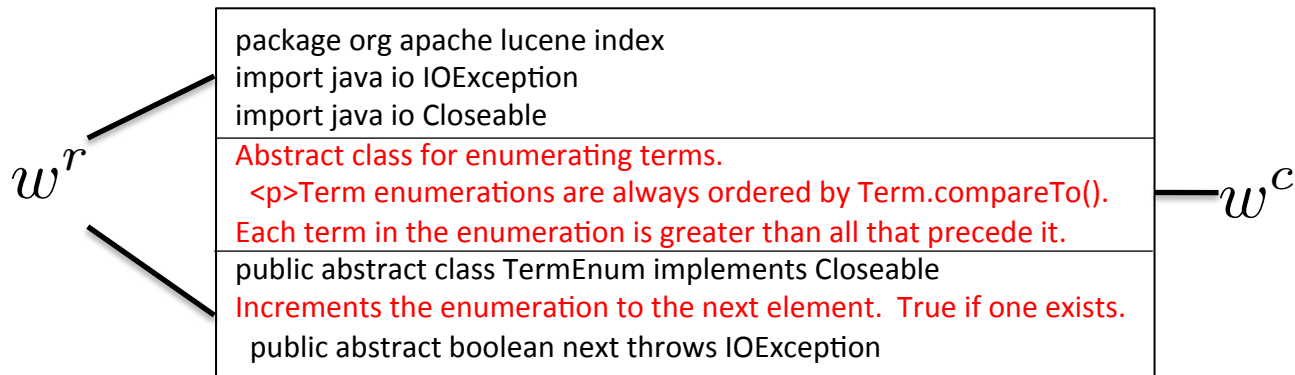 package org apache lucene index
import java io IOException
import java io Closeable
w^r
Abstract class for enumerating terms.
<p>Term enumerations are always ordered by Term.compareTo().
w^c
Each term in the enumeration is greater than all that precede it.
public abstract class TermEnum implements Closeable
Increments the enumeration to the next element. True if one exists.
public abstract boolean next throws IOException